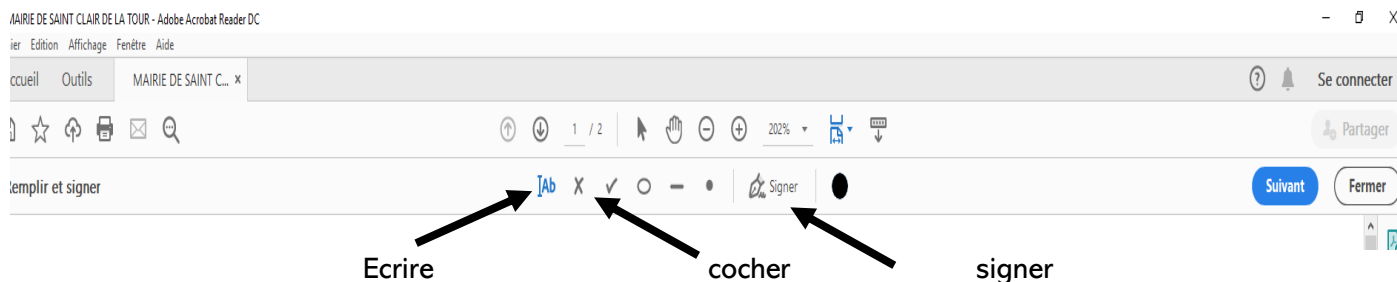 MAIRIE DE SAINT CLAIR DE LA TOUR - Adobe Acrobat Reader DC
ier Edition Affichage Fenêtre Aide
ccueil Outils MAIRIE DE SAINT C... × ? Se connecter
1 / 2 202% Partager
emplir et signer Ab Signer Suivant Fermer
Ecrire cocher signer